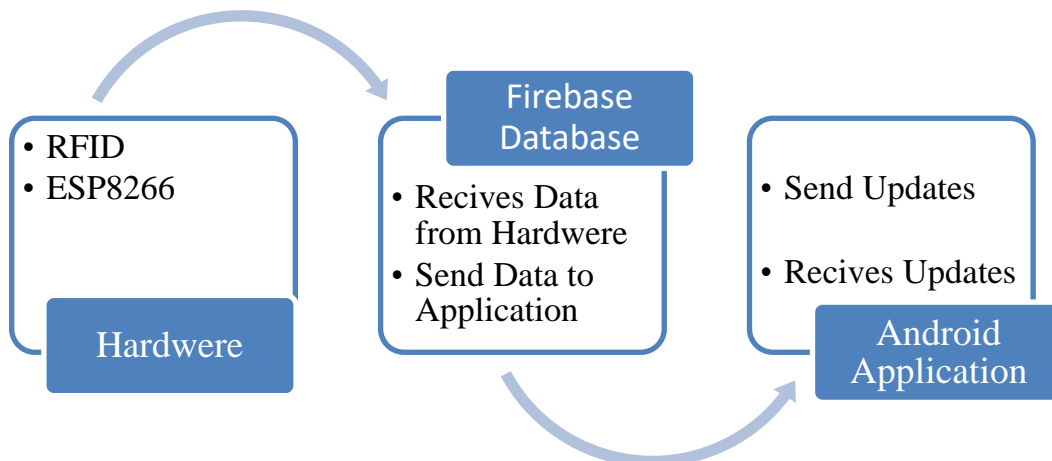 • RFID
• ESP8266
Hardwere
Firebase
Database
• Recives Data
from Hardwere
• Send Data to
Application
• Send Updates
• Recives Updates
Android
Application